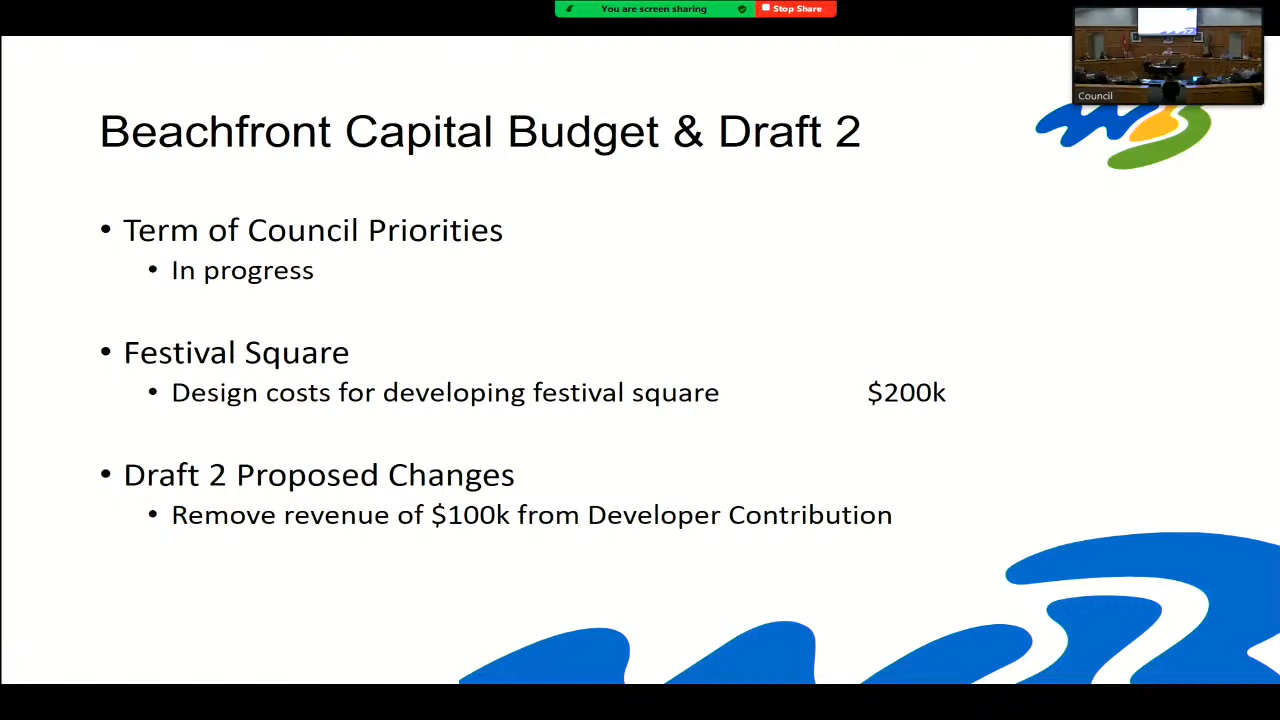 You are screen sharing
Stop Share
Council
Beachfront Capital Budget & Draft 2
• Term of Council Priorities
• In progress
• Festival Square
• Design costs for developing festival square $200k
• Draft 2 Proposed Changes
• Remove revenue of $100k from Developer Contribution